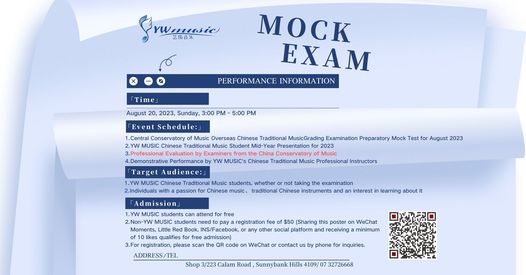 YWmusic
MOCK
EXAM
PERFORMANCE INFORMATION
「Time」
August 20, 2023, Sunday, 3:00 PM – 5:00 PM
「Event Schedule:」
1.Central Conservatory of Music Overseas Chinese Traditional MusicGrading Examination Preparatory Mock Test for August 2023
2.YW MUSIC Chinese Traditional Music Student Mid-Year Presentation for 2023
3.Professional Evaluation by Examiners from the China Conservatory of Music
4.Demonstrative Performance by YW MUSIC's Chinese Traditional Music Professional Instructors
「Target Audience:」
1.YW MUSIC Chinese Traditional Music students, whether or not taking the examination
2.Individuals with a passion for Chinese music、 traditional Chinese instruments and an interest in learning about it
「Admission」
1.YW MUSIC students can attend for free
2.Non-YW MUSIC students need to pay a registration fee of $50 (Sharing this poster on WeChat
Moments, Little Red Book, INS/Facebook, or any other social platform and receiving a minimum
of 10 likes qualifies for free admission)
3.For registration, please scan the QR code on WeChat or contact us by phone for inquiries.
ADDRESS/TEL
Shop 3/223 Calam Road , Sunnybank Hills 4109/ 07 32726668